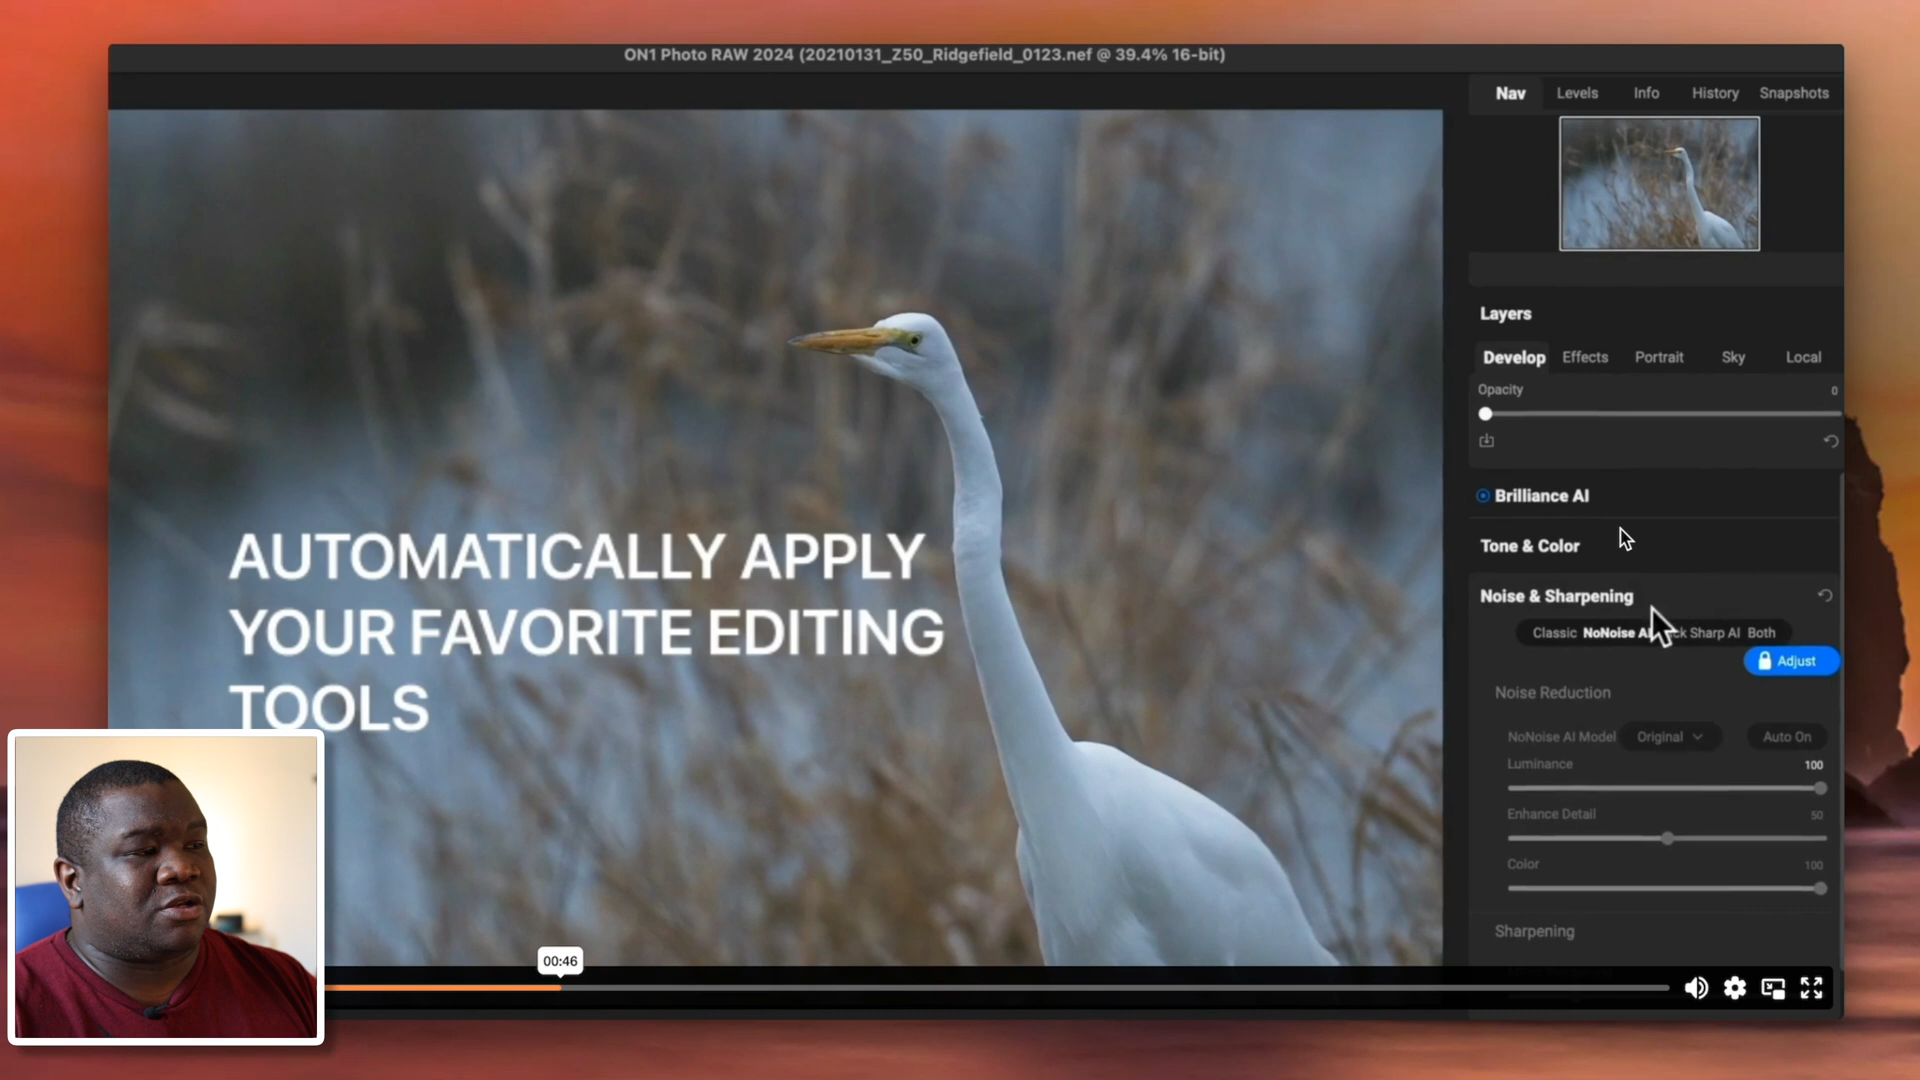 ON1 Photo RAW 2024 (20210131_Z50_Ridgefield_0123.nef @ 39.4% 16-bit)
Nav Levels Info History Snapshots
Layers
Develop Effects Portrait Sky Local
Opacity 0
Brilliance AI
Tone & Color
Noise & Sharpening
Classic NoNoise AI Sharp AI Both
Adjust
Noise Reduction
NoNoise AI Model Original Auto On
Luminance 100
Enhance Detail 50
Color 100
Sharpening
AUTOMATICALLY APPLY
YOUR FAVORITE EDITING
TOOLS
00:46